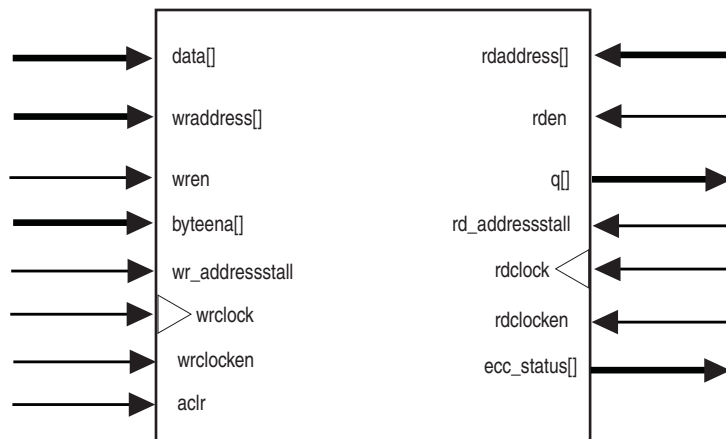 data[]
wraddress[]
wren
byteena[]
wr_addressstall
wrclock
wrclocken
aclr
rdaddress[]
rden
q[]
rd_addressstall
rdclock
rdclocken
ecc_status[]